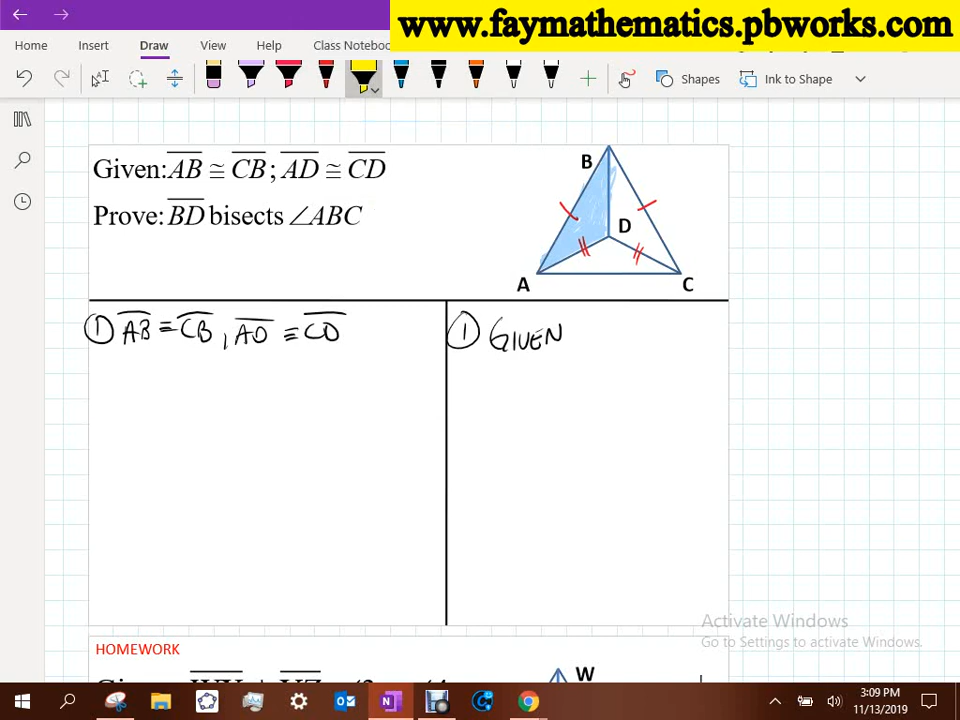 www.faymathematics.pbworks.com
Home Insert Draw View Help Class Notebook
Shapes Ink to Shape
Given: AB ≅ CB ; AD ≅ CD
Prove: BD bisects ∠ABC
B
D
A C
① AB ≅ CB , AD ≅ CD ① GIVEN
Activate Windows
Go to Settings to activate Windows.
HOMEWORK
W
3:09 PM
11/13/2019